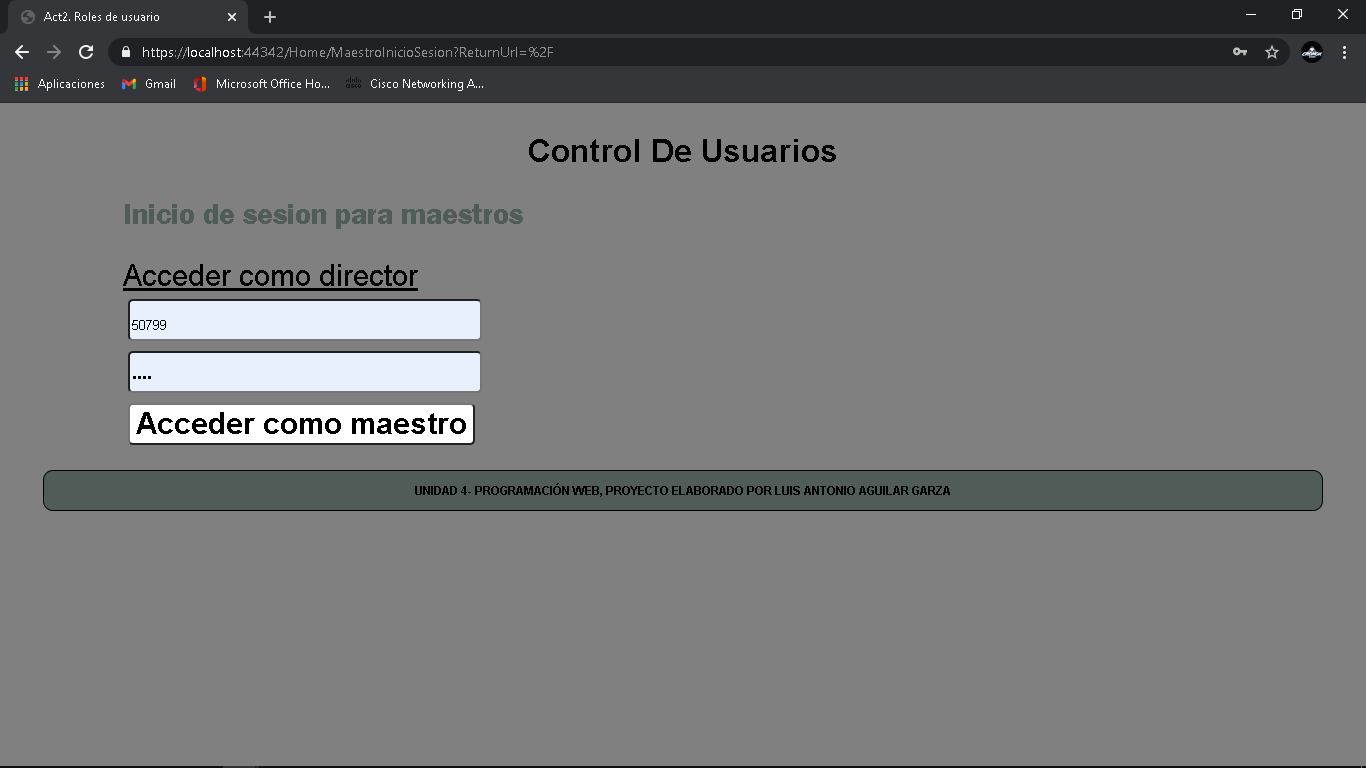 Act2. Roles de usuario
https://localhost:44342/Home/MaestroInicioSesion?ReturnUrl=%2F
Aplicaciones Gmail Microsoft Office Ho... Cisco Networking A...
Control De Usuarios
Inicio de sesion para maestros
Acceder como director
50799
....
Acceder como maestro
UNIDAD 4- PROGRAMACIÓN WEB, PROYECTO ELABORADO POR LUIS ANTONIO AGUILAR GARZA